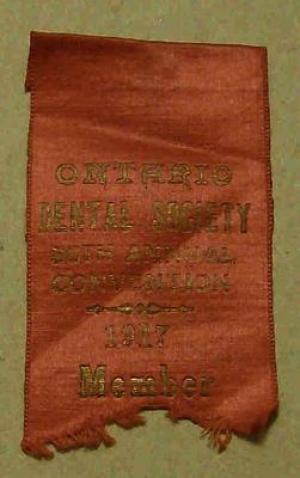 ONTARIO
DENTAL SOCIETY
50TH ANNUAL
CONVENTION
1917
Member